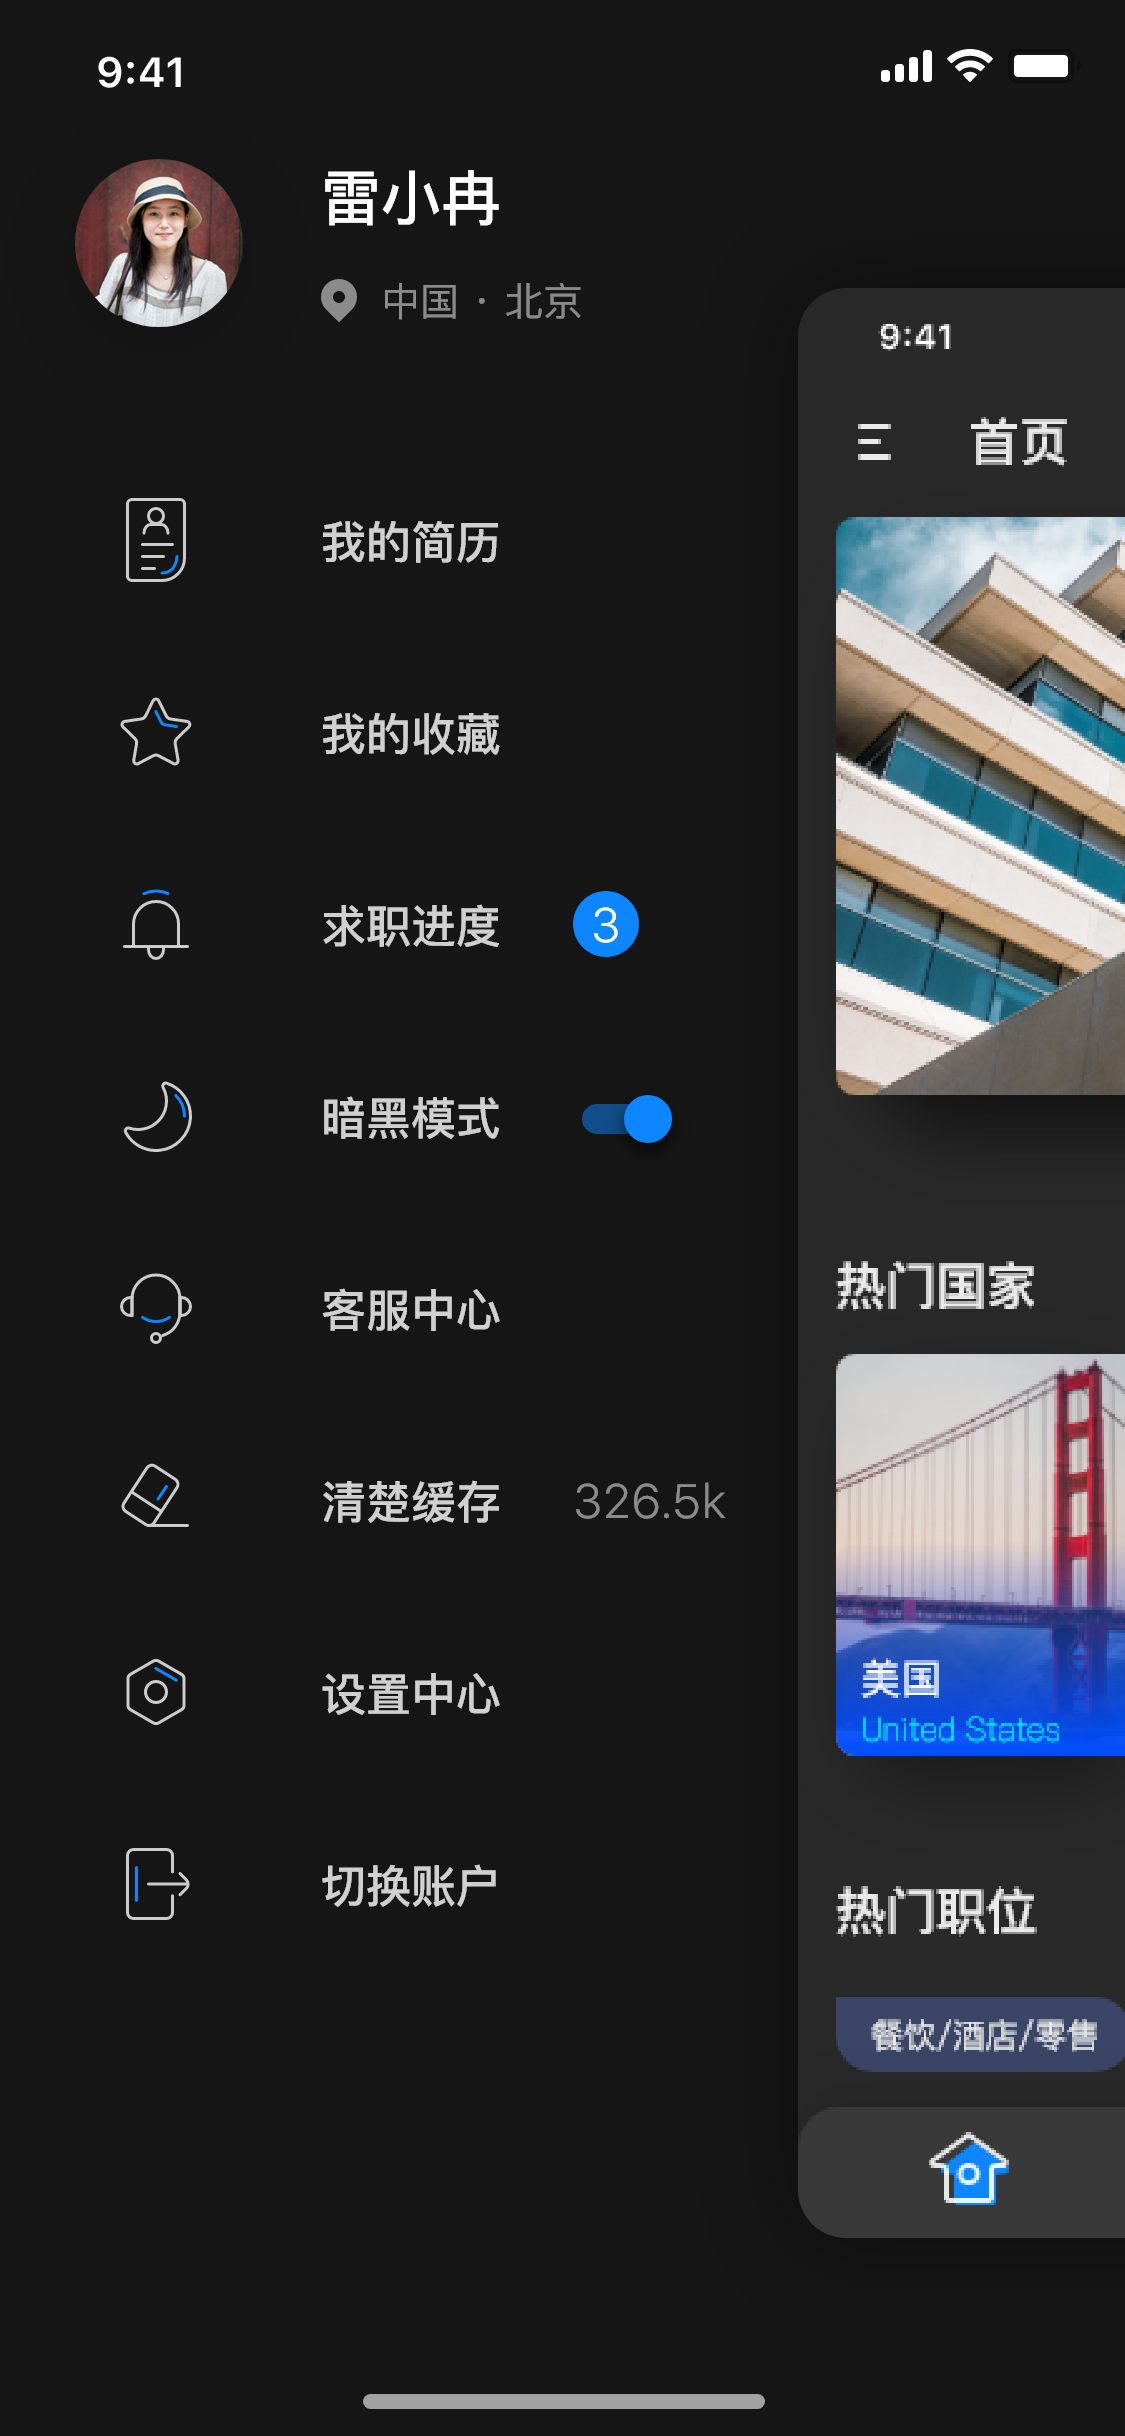 9:41
雷小冉
中国 · 北京
我的简历
我的收藏
求职进度 3
暗黑模式
客服中心
清楚缓存 326.5k
设置中心
切换账户
9:41
首页
热门国家
美国
United States
热门职位
餐饮/酒店/零售